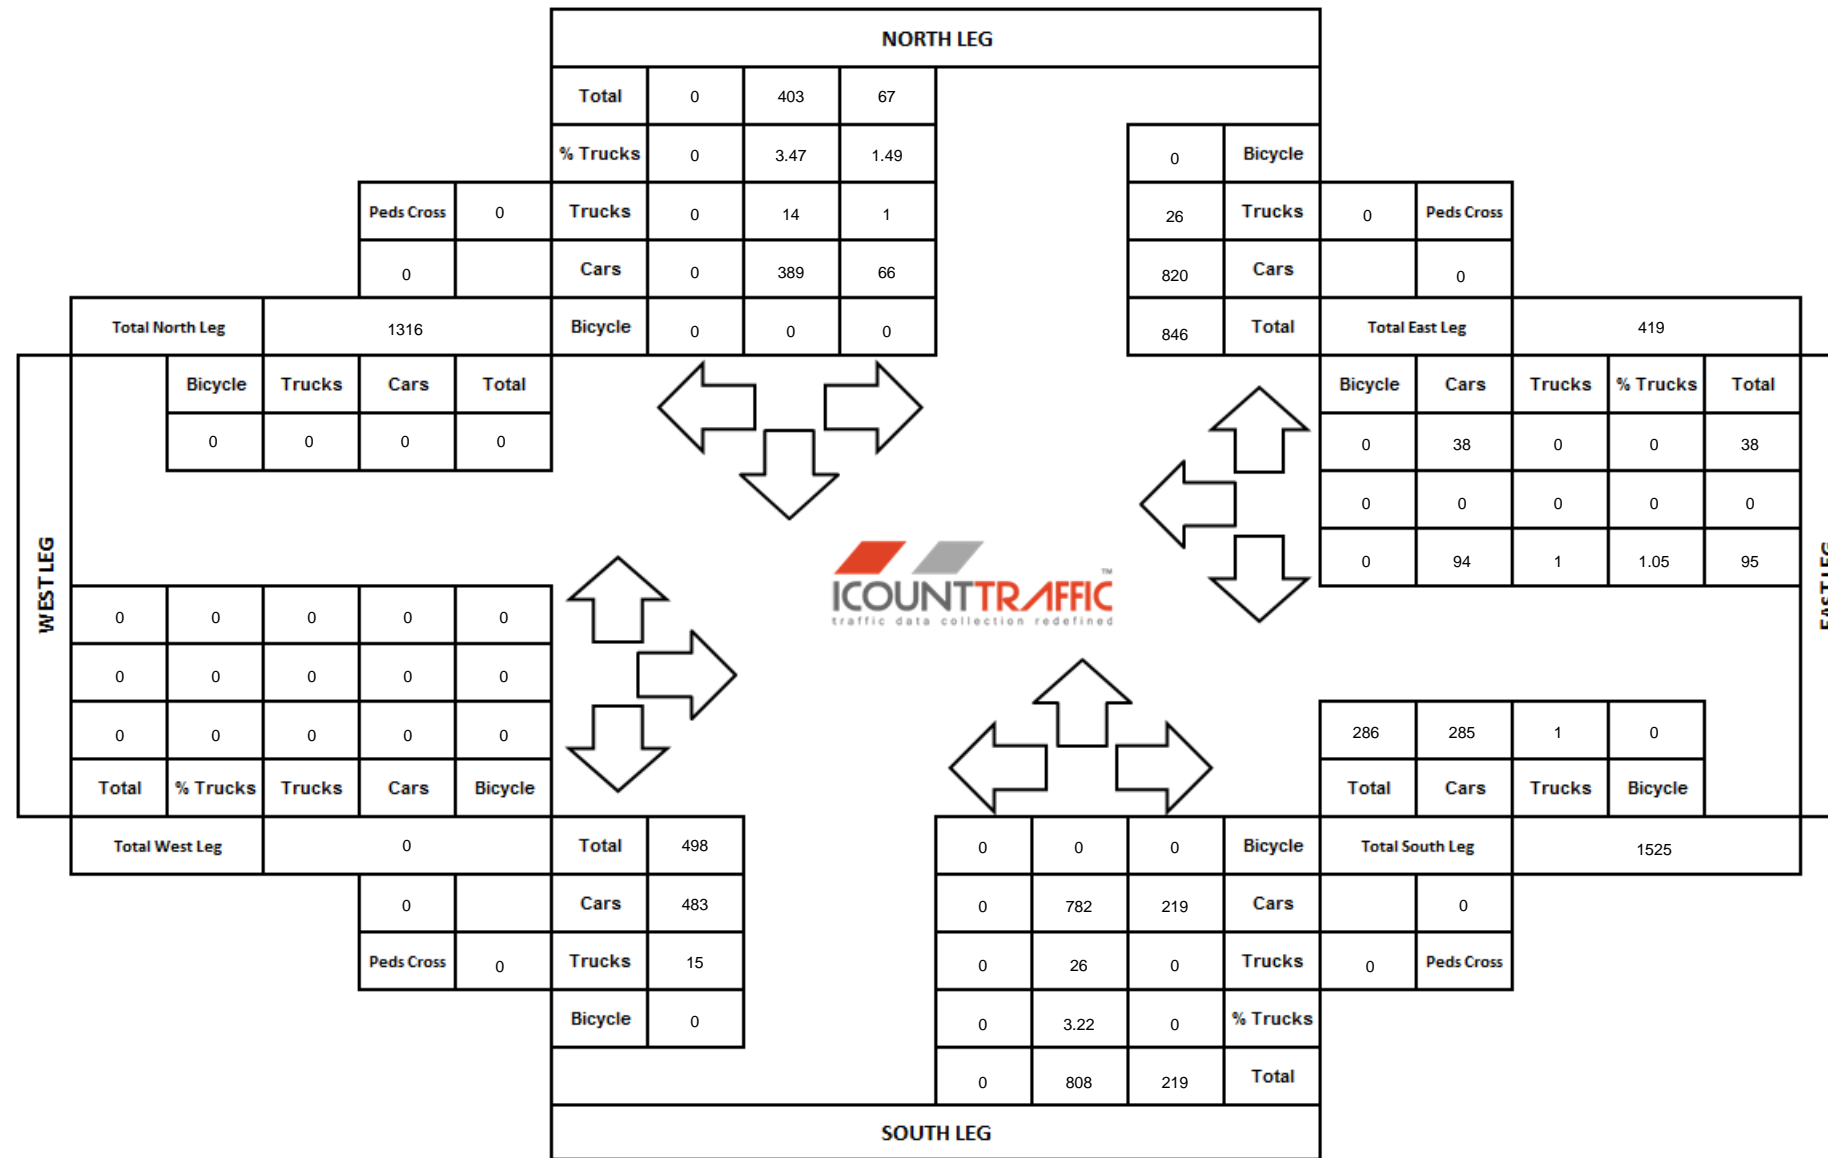 NORTH LEG
Total 0 403 67
% Trucks 0 3.47 1.49 0 Bicycle
Peds Cross 0 Trucks 0 14 1 26 Trucks 0 Peds Cross
0 Cars 0 389 66 820 Cars 0
Total North Leg 1316 Bicycle 0 0 0 846 Total Total East Leg 419
Bicycle Trucks Cars Total Bicycle Cars Trucks % Trucks Total
0 0 0 0 0 38 0 0 38
0 0 0 0 0
WEST LEG
EAST LEG
0 94 1 1.05 95
ICOUNTTRAFFIC™
traffic data collection redefined
0 0 0 0 0
0 0 0 0 0
0 0 0 0 0 286 285 1 0
Total % Trucks Trucks Cars Bicycle Total Cars Trucks Bicycle
Total West Leg 0 Total 498 0 0 0 Bicycle Total South Leg 1525
0 Cars 483 0 782 219 Cars 0
Peds Cross 0 Trucks 15 0 26 0 Trucks 0 Peds Cross
Bicycle 0 0 3.22 0 % Trucks
0 808 219 Total
SOUTH LEG